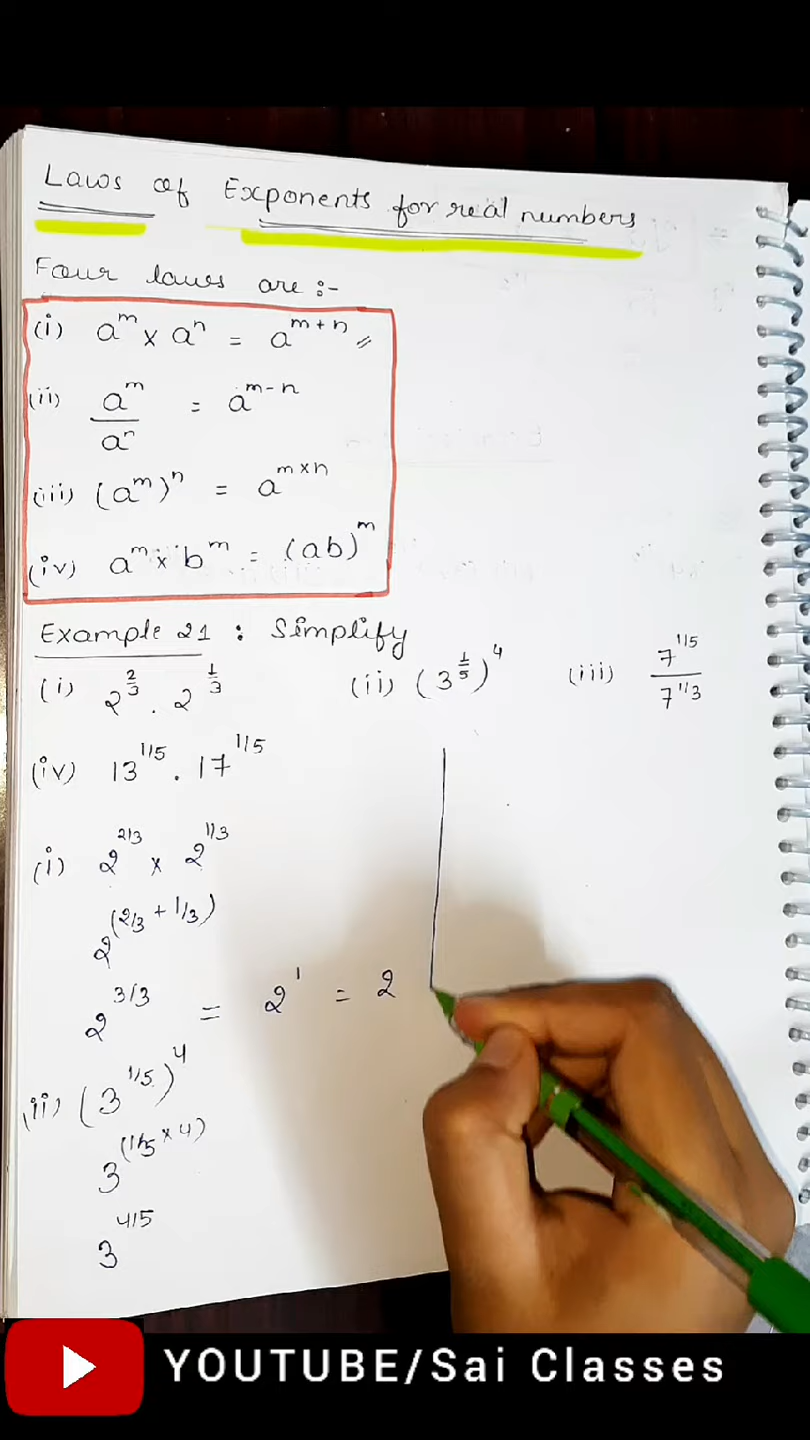 Laws of Exponents for real numbers
Four laws are :-
(i) a^m × a^n = a^(m+n)
(ii) a^m / a^n = a^(m-n)
(iii) (a^m)^n = a^(m×n)
(iv) a^m × b^m = (ab)^m
Example 21 : Simplify
(i) 2^(2/3) . 2^(1/3) (ii) (3^(1/5))^4 (iii) 7^(1/5) / 7^(1/3)
(iv) 13^(1/5) . 17^(1/5)
(i) 2^(2/3) × 2^(1/3)
2^(2/3 + 1/3)
2^(3/3) = 2^1 = 2
(ii) (3^(1/5))^4
3^(1/5 × 4)
3^(4/5)
YOUTUBE/Sai Classes